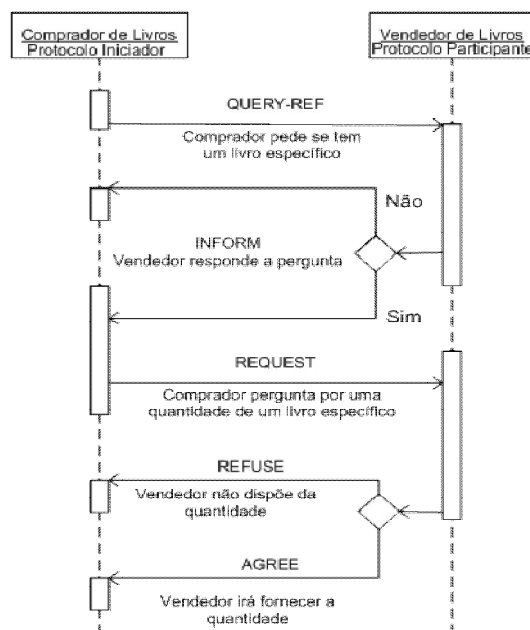 Comprador de Livros
Protocolo Iniciador
Vendedor de Livros
Protocolo Participante
QUERY-REF
Comprador pede se tem
um livro específico
Não
INFORM
Vendedor responde a pergunta
Sim
REQUEST
Comprador pergunta por uma
quantidade de um livro específico
REFUSE
Vendedor não dispõe da
quantidade
AGREE
Vendedor irá fornecer a
quantidade